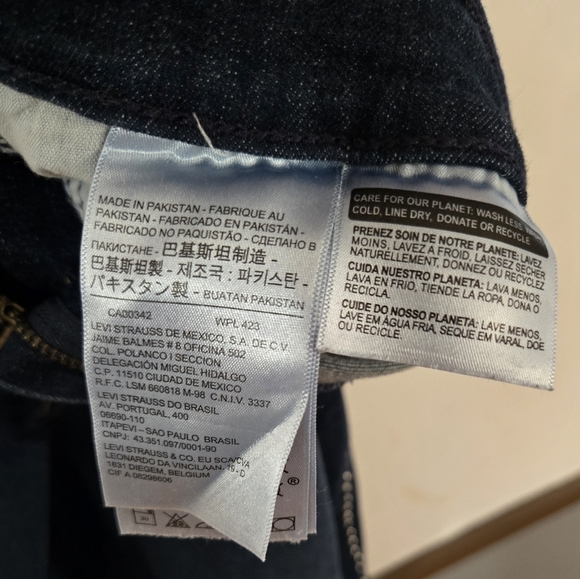 MADE IN PAKISTAN - FABRIQUE AU
PAKISTAN - FABRICADO EN PAKISTÁN -
FABRICADO NO PAQUISTÃO - СДЕЛАНО В
ПАКИСТАНЕ - 巴基斯坦制造 -
巴基斯坦製 - 제조국 : 파키스탄 -
パキスタン製 - BUATAN PAKISTAN
CA00342 WPL 423
LEVI STRAUSS DE MEXICO, S.A. DE C.V
JAIME BALMES # 8 OFICINA 502
COL. POLANCO I SECCION
DELEGACIÓN MIGUEL HIDALGO
C.P. 11510 CIUDAD DE MEXICO
R.F.C. LSM 660818 M-98 C.N.I.V. 3337
LEVI STRAUSS DO BRASIL
AV. PORTUGAL, 400
06690-110
ITAPEVI - SAO PAULO BRASIL
CNPJ: 43.351.097/0001-90
LEVI STRAUSS & CO. EU SCA/CVA
LEONARDO DA VINCILAAN, 19-D
1831 DIEGEM, BELGIUM
CIF A 08298606
30
CARE FOR OUR PLANET: WASH LESS
COLD, LINE DRY, DONATE OR RECYCLE
PRENEZ SOIN DE NOTRE PLANETE: LAVEZ
MOINS, LAVEZ À FROID, LAISSEZ SÉCHER
NATURELLEMENT, DONNEZ OU RECYCLEZ
CUIDA NUESTRO PLANETA: LAVA MENOS,
LAVA EN FRIO, TIENDE LA ROPA, DONA O
RECICLA.
CUIDE DO NOSSO PLANETA: LAVE MENOS,
LAVE EM ÁGUA FRIA, SEQUE EM VARAL, DOE
OU RECICLE.